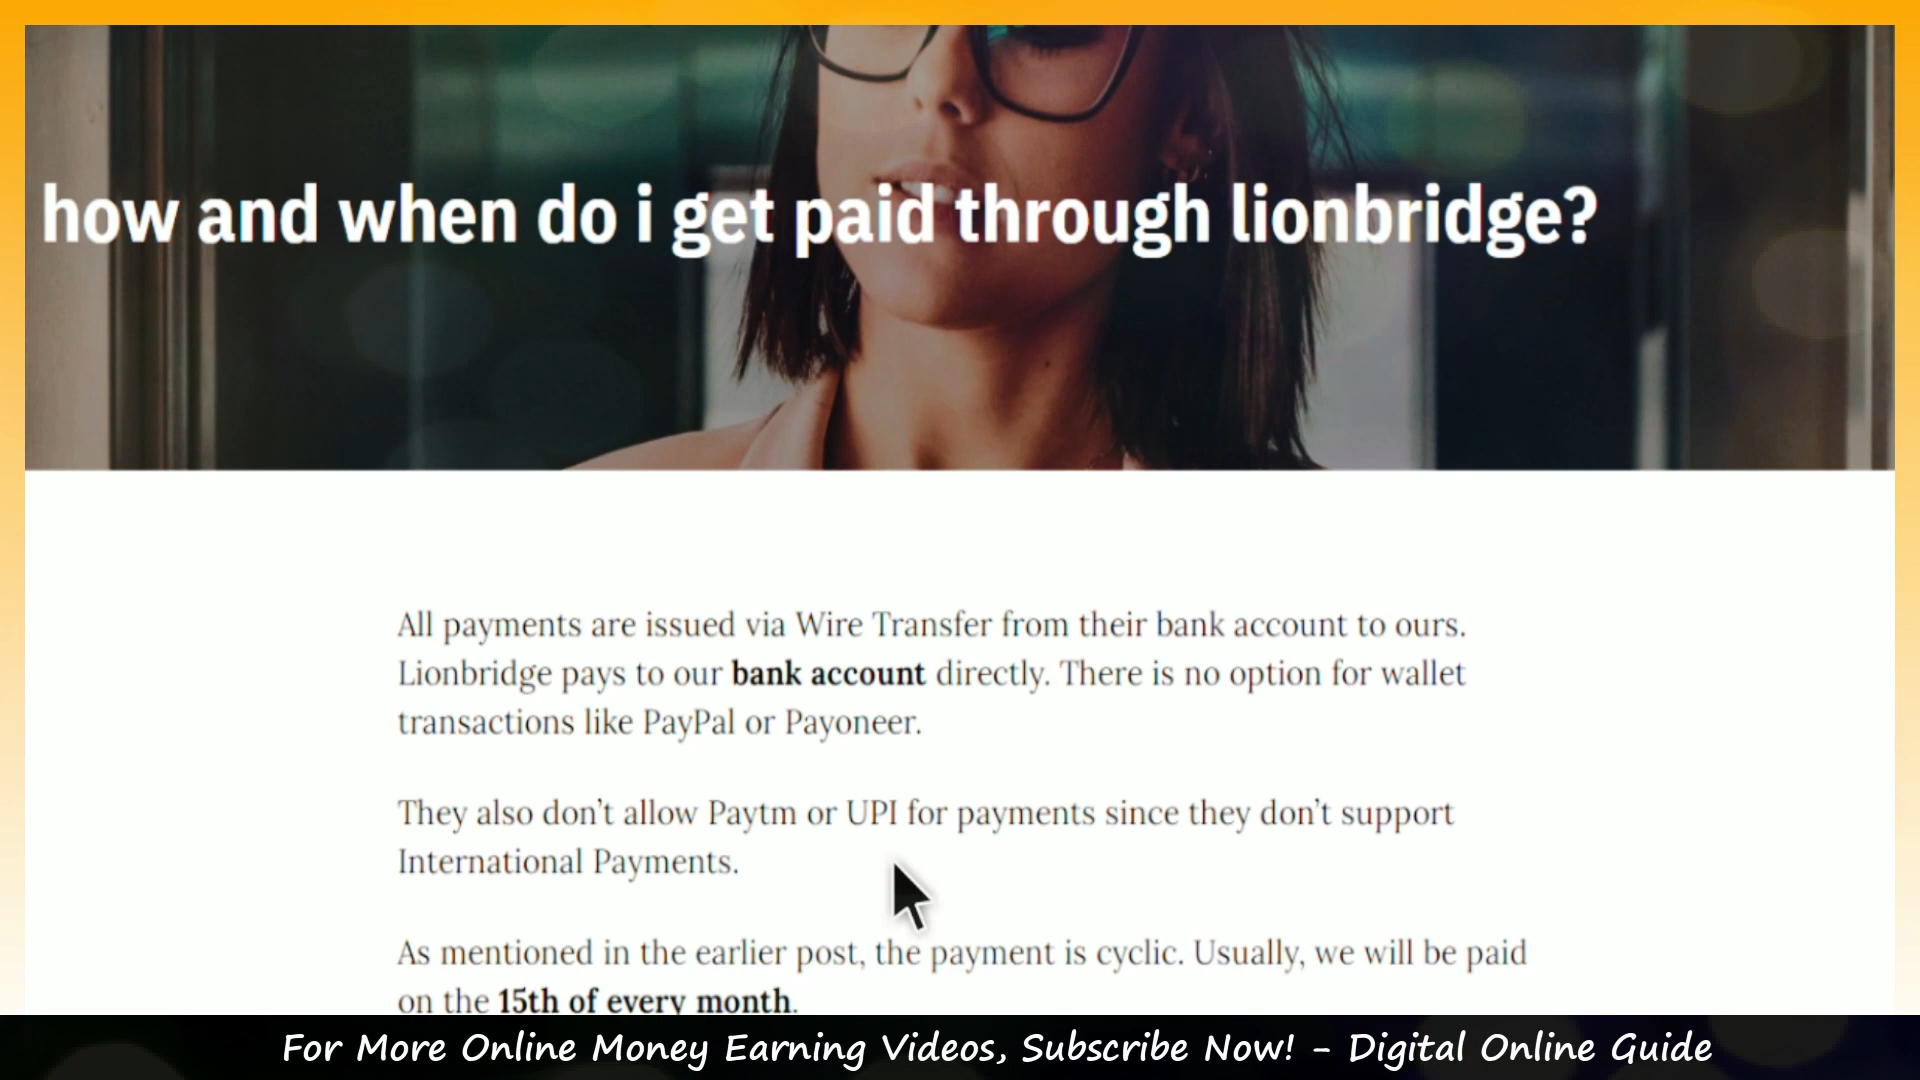 how and when do i get paid through lionbridge?
All payments are issued via Wire Transfer from their bank account to ours.
Lionbridge pays to our bank account directly. There is no option for wallet
transactions like PayPal or Payoneer.
They also don’t allow Paytm or UPI for payments since they don’t support
International Payments.
As mentioned in the earlier post, the payment is cyclic. Usually, we will be paid
on the 15th of every month.
For More Online Money Earning Videos, Subscribe Now! - Digital Online Guide